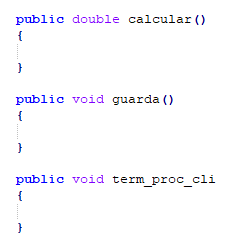 public double calcular()
{
}
public void guarda()
{
}
public void term_proc_cli
{
}